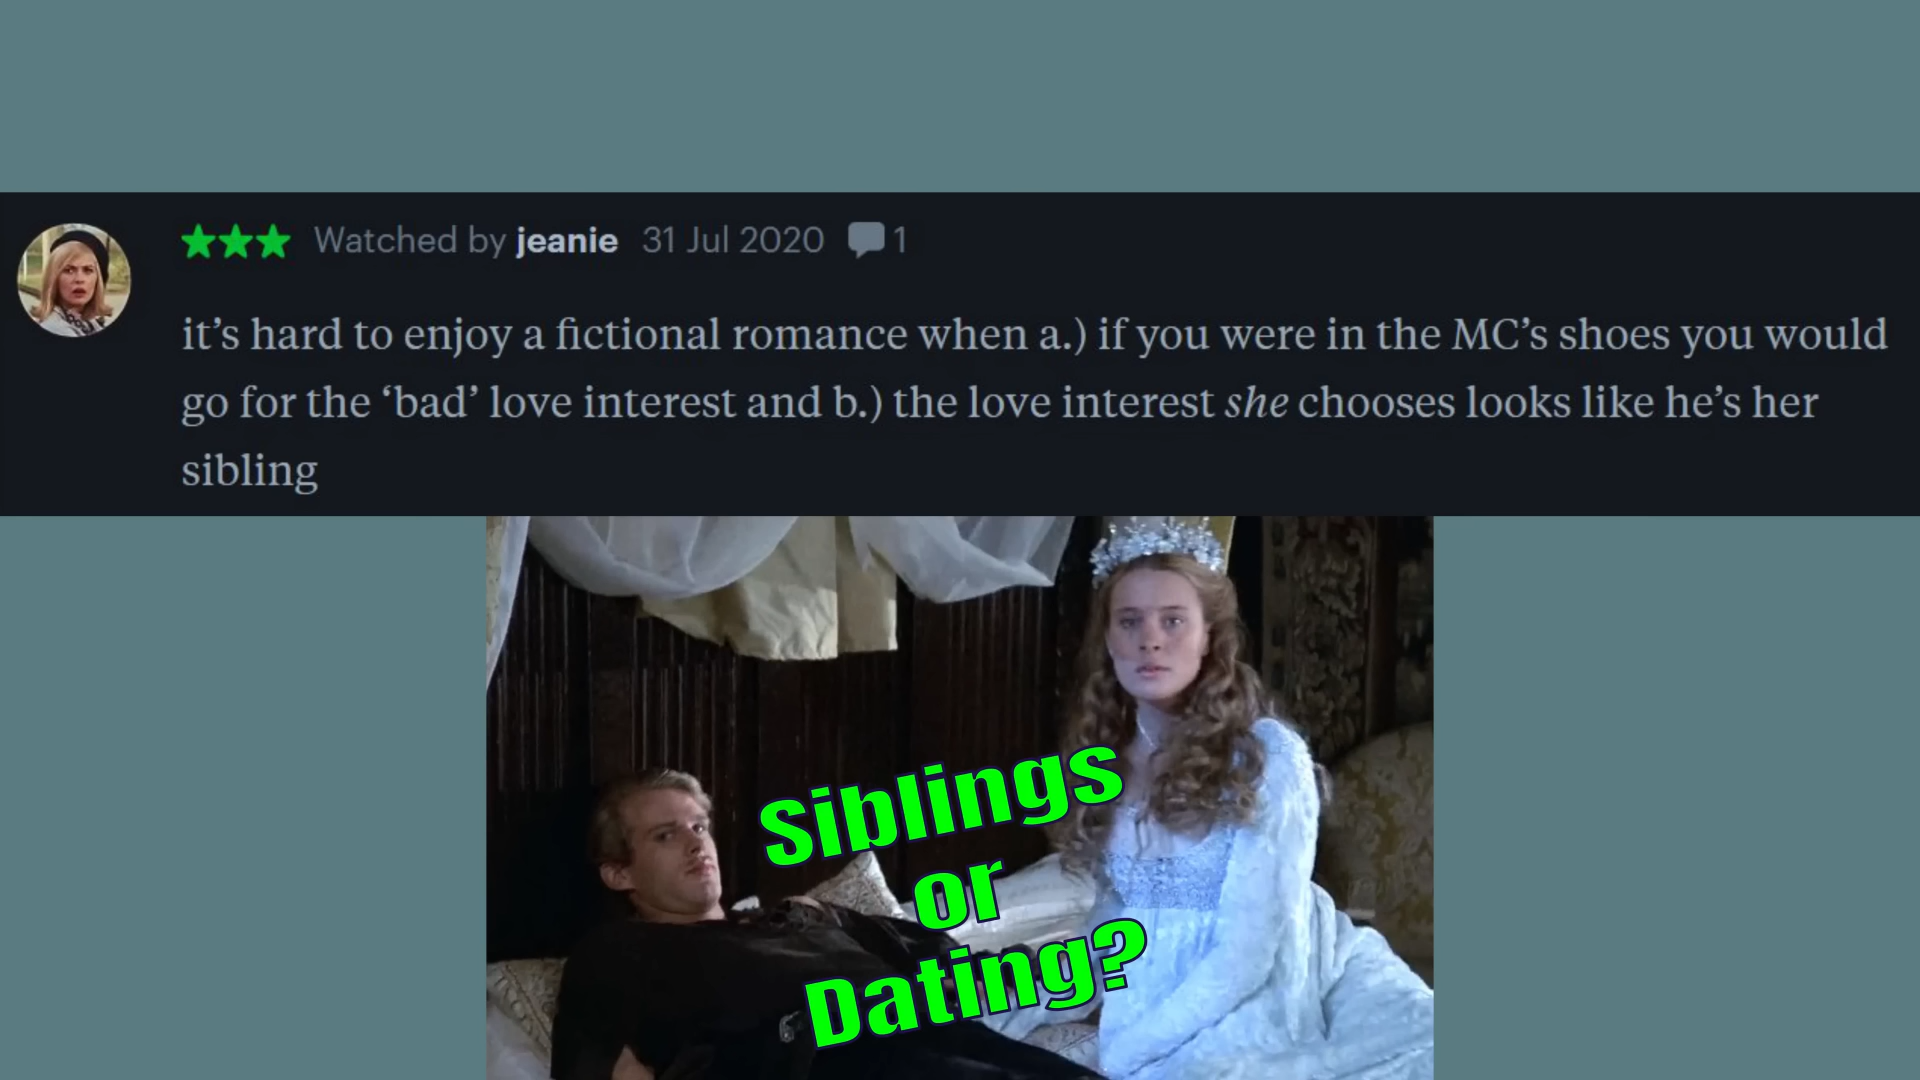 ★★★ Watched by jeanie 31 Jul 2020 1
it’s hard to enjoy a fictional romance when a.) if you were in the MC’s shoes you would
go for the ‘bad’ love interest and b.) the love interest she chooses looks like he’s her
sibling
Siblings
or
Dating?